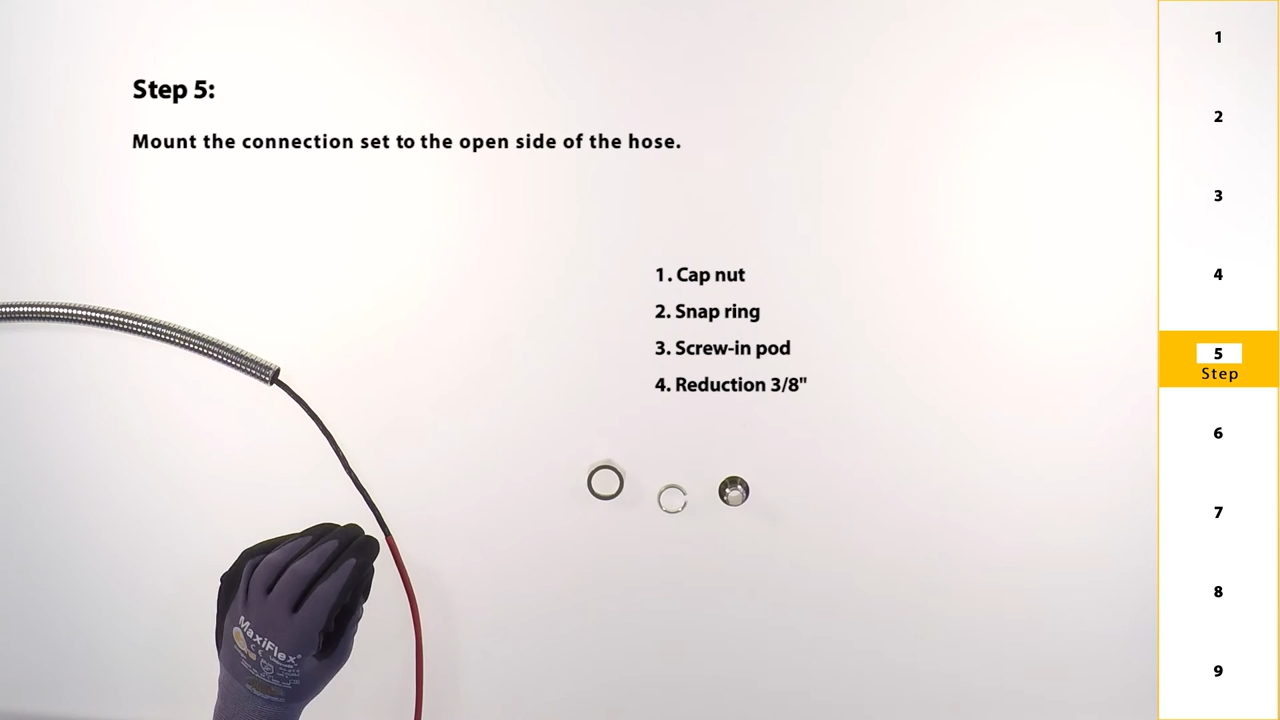 Step 5:
Mount the connection set to the open side of the hose.
1. Cap nut
2. Snap ring
3. Screw-in pod
4. Reduction 3/8"
MaxiFlex®
1
2
3
4
5
Step
6
7
8
9